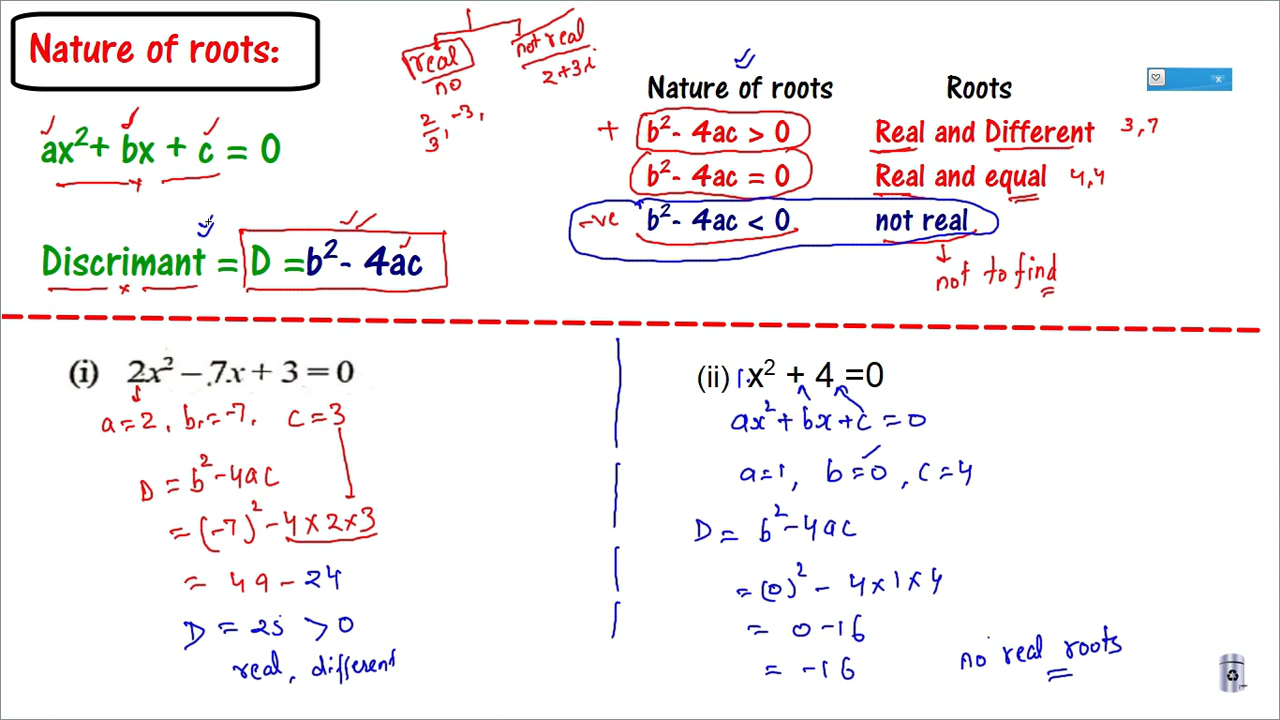 Nature of roots:
real
no
2/3, -3,
not real
2+3i
ax² + bx + c = 0
Discrimant = D = b² - 4ac
Nature of roots Roots
+ b² - 4ac > 0 Real and Different 3, 7
b² - 4ac = 0 Real and equal 4, 4
-ve b² - 4ac < 0 not real
not to find
(i) 2x² − 7x + 3 = 0
a = 2, b = -7, c = 3
D = b² - 4ac
= (-7)² - 4 × 2 × 3
= 49 - 24
D = 25 > 0
real, different
(ii) 1.x² + 4 =0
ax² + bx + c = 0
a = 1, b = 0, c = 4
D = b² - 4ac
= (0)² - 4 × 1 × 4
= 0 - 16
= -16
no real roots